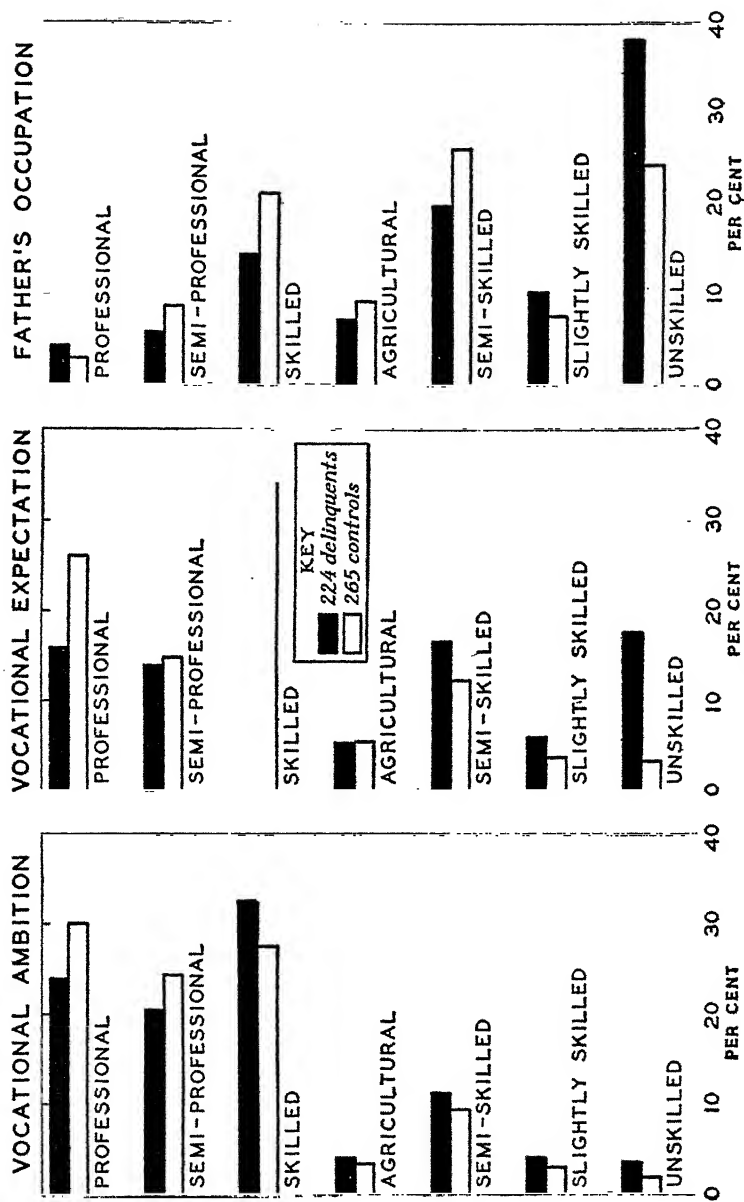 VOCATIONAL AMBITION
PROFESSIONAL
SEMI-PROFESSIONAL
SKILLED
AGRICULTURAL
SEMI-SKILLED
SLIGHTLY SKILLED
UNSKILLED
0 10 20 30 40
PER CENT
VOCATIONAL EXPECTATION
PROFESSIONAL
SEMI-PROFESSIONAL
SKILLED
KEY
224 delinquents
265 controls
AGRICULTURAL
SEMI-SKILLED
SLIGHTLY SKILLED
UNSKILLED
0 10 20 30 40
PER CENT
FATHER'S OCCUPATION
PROFESSIONAL
SEMI-PROFESSIONAL
SKILLED
AGRICULTURAL
SEMI-SKILLED
SLIGHTLY SKILLED
UNSKILLED
0 10 20 30 40
PER CENT